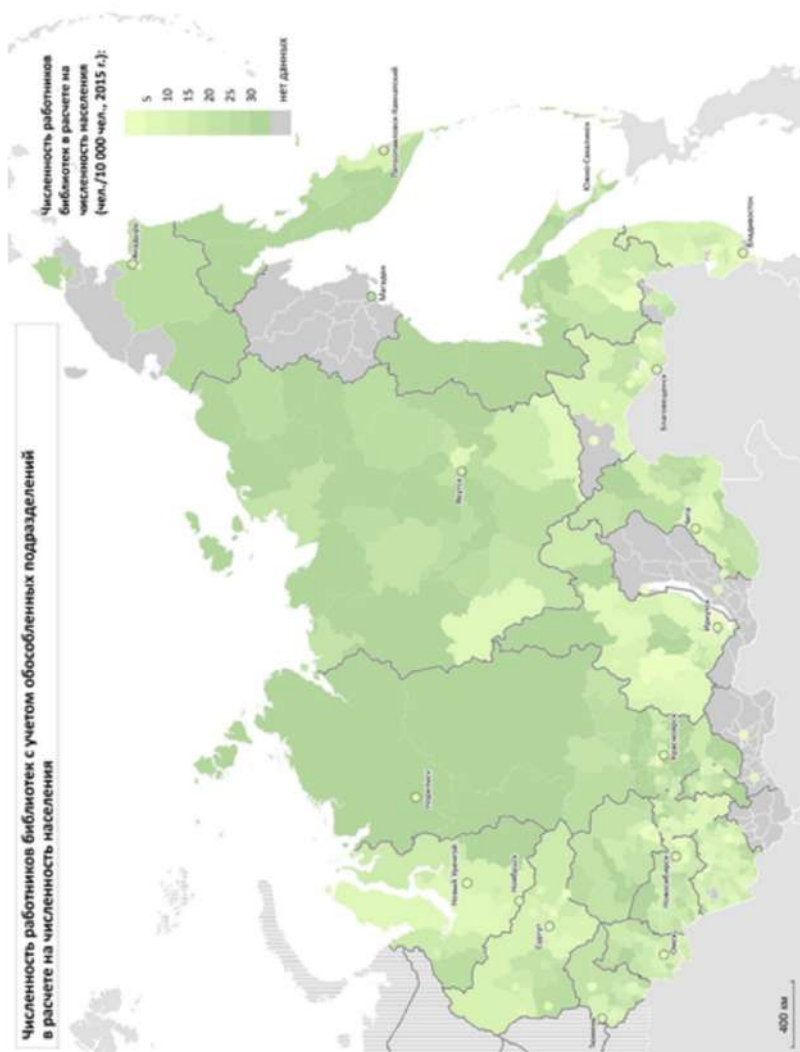 Численность работников библиотек с учетом обособленных подразделений
в расчете на численность населения
Численность работников
библиотек в расчете на
численность населения
(чел./10 000 чел., 2015 г.):
5
10
15
20
25
30
нет данных
Анадырь
Петропавловск-Камчатский
Магадан
Южно-Сахалинск
Якутск
Норильск
Новый Уренгой
Ноябрьск
Сургут
Тюмень
Омск
Новосибирск
Красноярск
Иркутск
Чита
Благовещенск
Владивосток
400 км